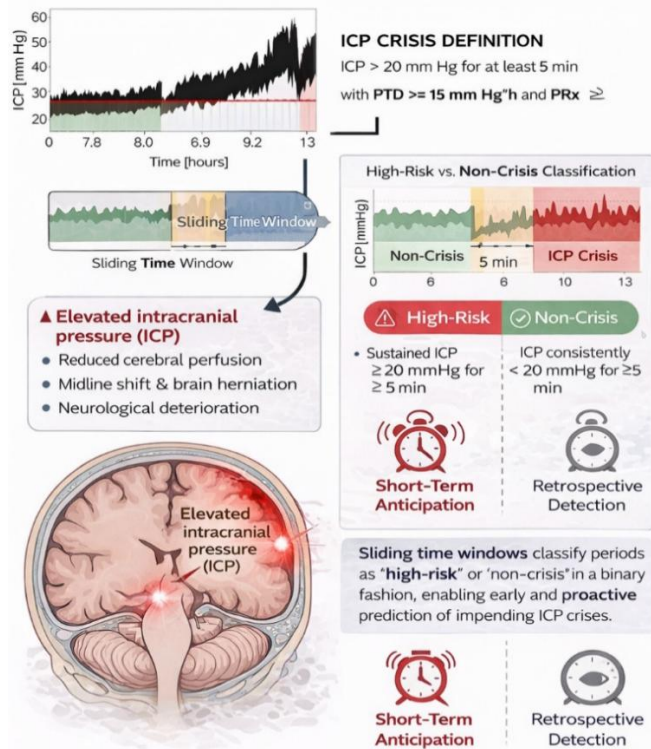 60
50
40
30
20
ICP [mm Hg]
0 7.8 8.0 6.9 9.2 13
Time [hours]
ICP CRISIS DEFINITION
ICP > 20 mm Hg for at least 5 min
with PTD >= 15 mm Hg"h and PRx ≥
Sliding Time Window
Sliding Time Window
▲ Elevated intracranial
pressure (ICP)
• Reduced cerebral perfusion
• Midline shift & brain herniation
• Neurological deterioration
Elevated
intracranial
pressure
(ICP)
High-Risk vs. Non-Crisis Classification
ICP [mmHg]
Non-Crisis
5 min
ICP Crisis
0 6 6 10 13
High-Risk
Non-Crisis
• Sustained ICP
≥ 20 mmHg for
≥ 5 min
ICP consistently
< 20 mmHg for ≥5
min
Short-Term
Anticipation
Retrospective
Detection
Sliding time windows classify periods
as "high-risk" or 'non-crisis" in a binary
fashion, enabling early and proactive
prediction of impending ICP crises.
Short-Term
Anticipation
Retrospective
Detection